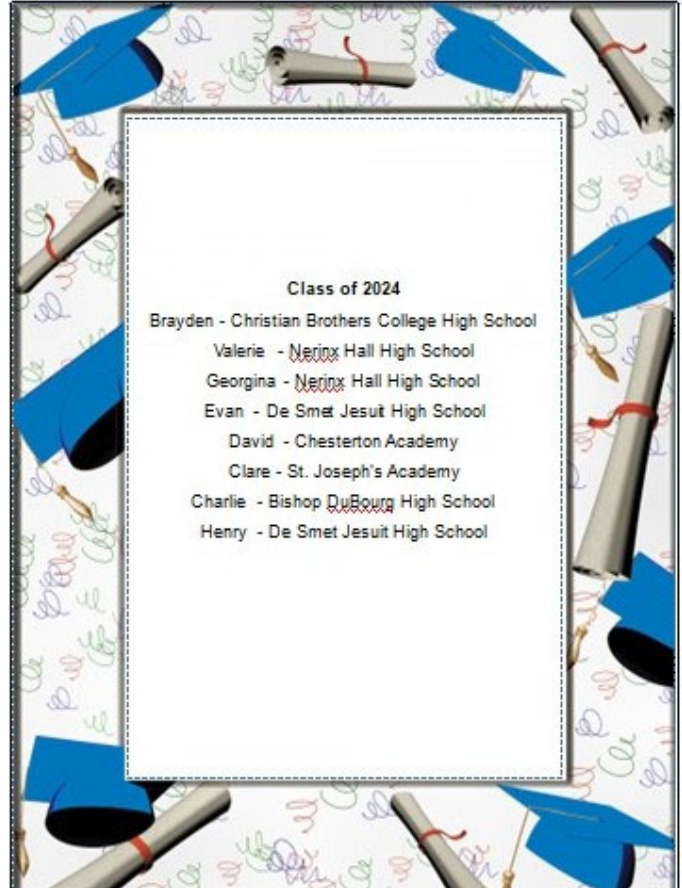 Class of 2024
Brayden - Christian Brothers College High School
Valerie - Nerinx Hall High School
Georgina - Nerinx Hall High School
Evan - De Smet Jesuit High School
David - Chesterton Academy
Clare - St. Joseph's Academy
Charlie - Bishop DuBourg High School
Henry - De Smet Jesuit High School